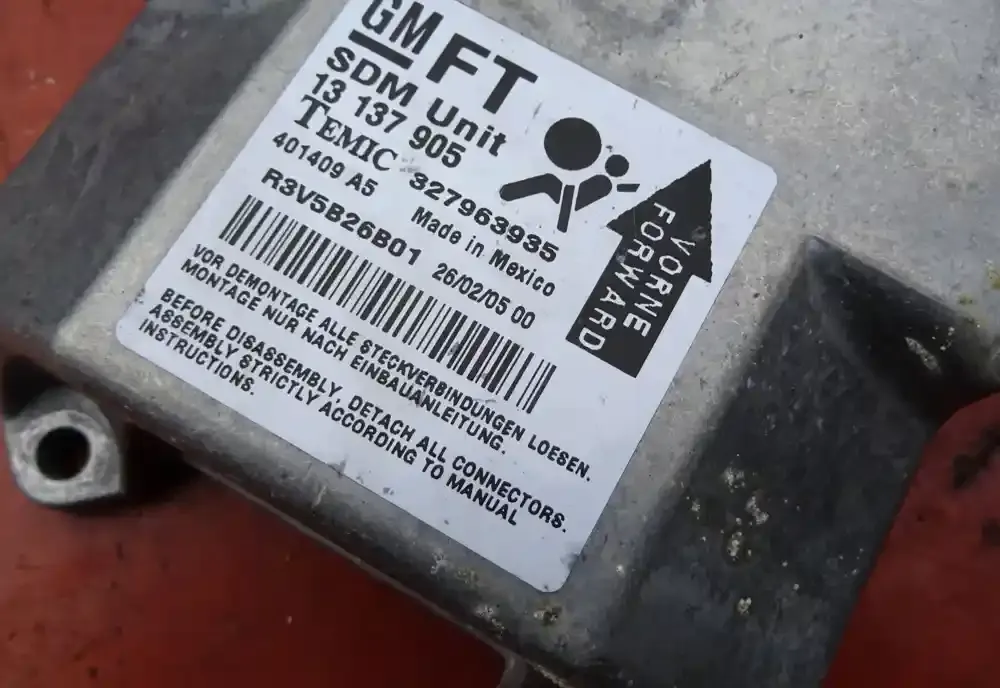 GM FT
SDM Unit
13 137 905
TEMIC 327963935
401409 A5 Made in Mexico
R3V5B26B01 26/02/05 00
VOR DEMONTAGE ALLE STECKVERBINDUNGEN LOESEN.
MONTAGE NUR NACH EINBAUANLEITUNG.
BEFORE DISASSEMBLY, DETACH ALL CONNECTORS.
ASSEMBLY STRICTLY ACCORDING TO MANUAL
INSTRUCTIONS.
VORNE
FORWARD